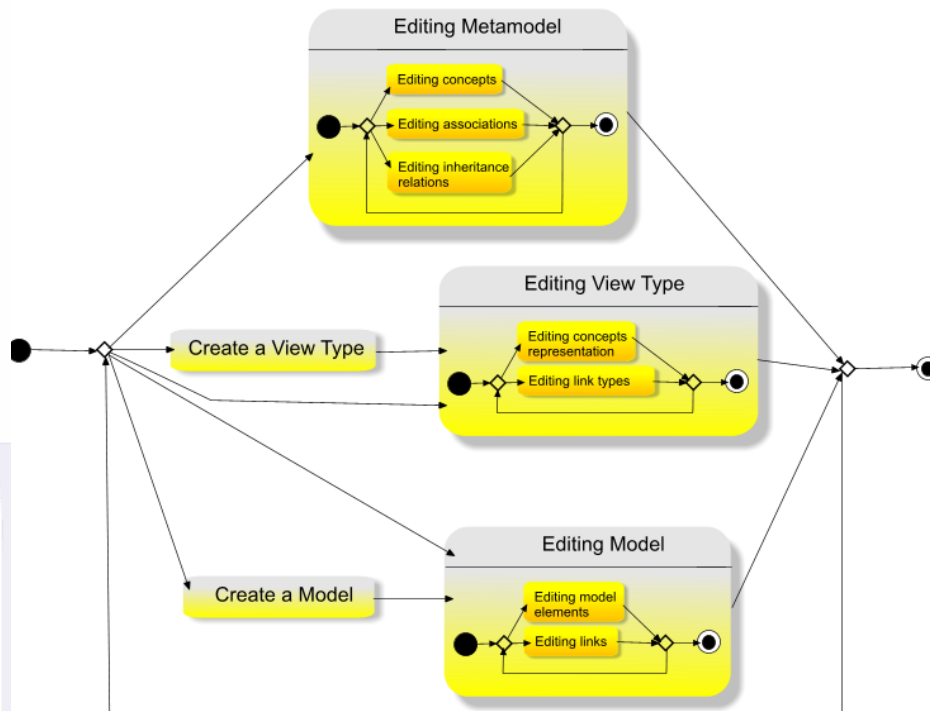 Editing Metamodel
Editing concepts
Editing associations
Editing inheritance
relations
Editing View Type
Editing concepts
representation
Editing link types
Create a View Type
Editing Model
Editing model
elements
Editing links
Create a Model